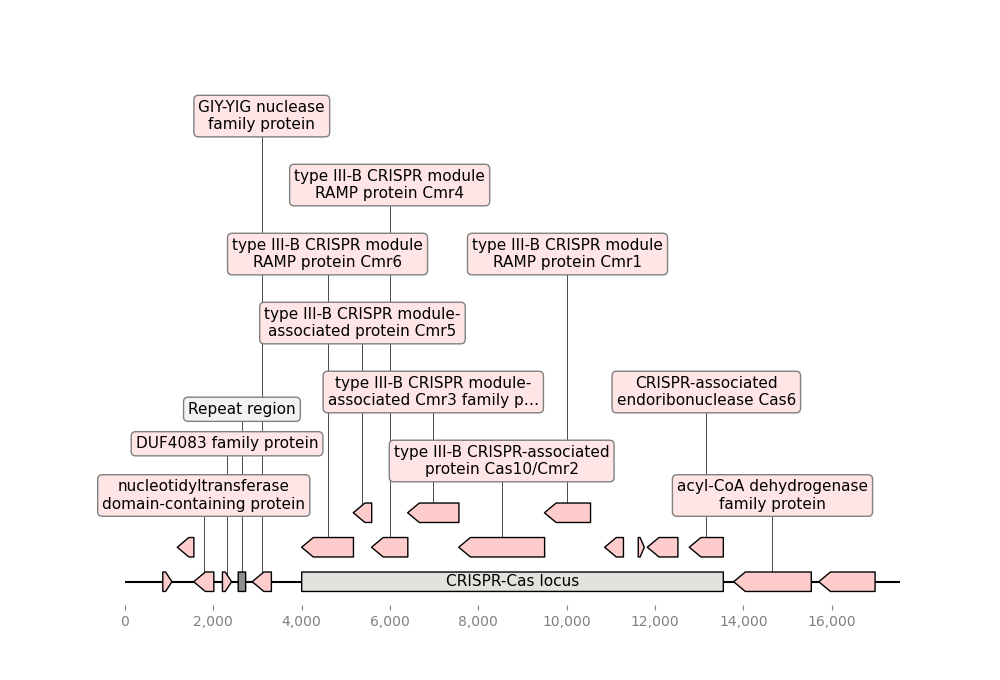 GIY-YIG nuclease
family protein
type III-B CRISPR module
RAMP protein Cmr4
type III-B CRISPR module
RAMP protein Cmr6
type III-B CRISPR module
RAMP protein Cmr1
type III-B CRISPR module-
associated protein Cmr5
type III-B CRISPR module-
associated Cmr3 family p...
CRISPR-associated
endoribonuclease Cas6
Repeat region
DUF4083 family protein
type III-B CRISPR-associated
protein Cas10/Cmr2
nucleotidyltransferase
domain-containing protein
acyl-CoA dehydrogenase
family protein
CRISPR-Cas locus
0 2,000 4,000 6,000 8,000 10,000 12,000 14,000 16,000